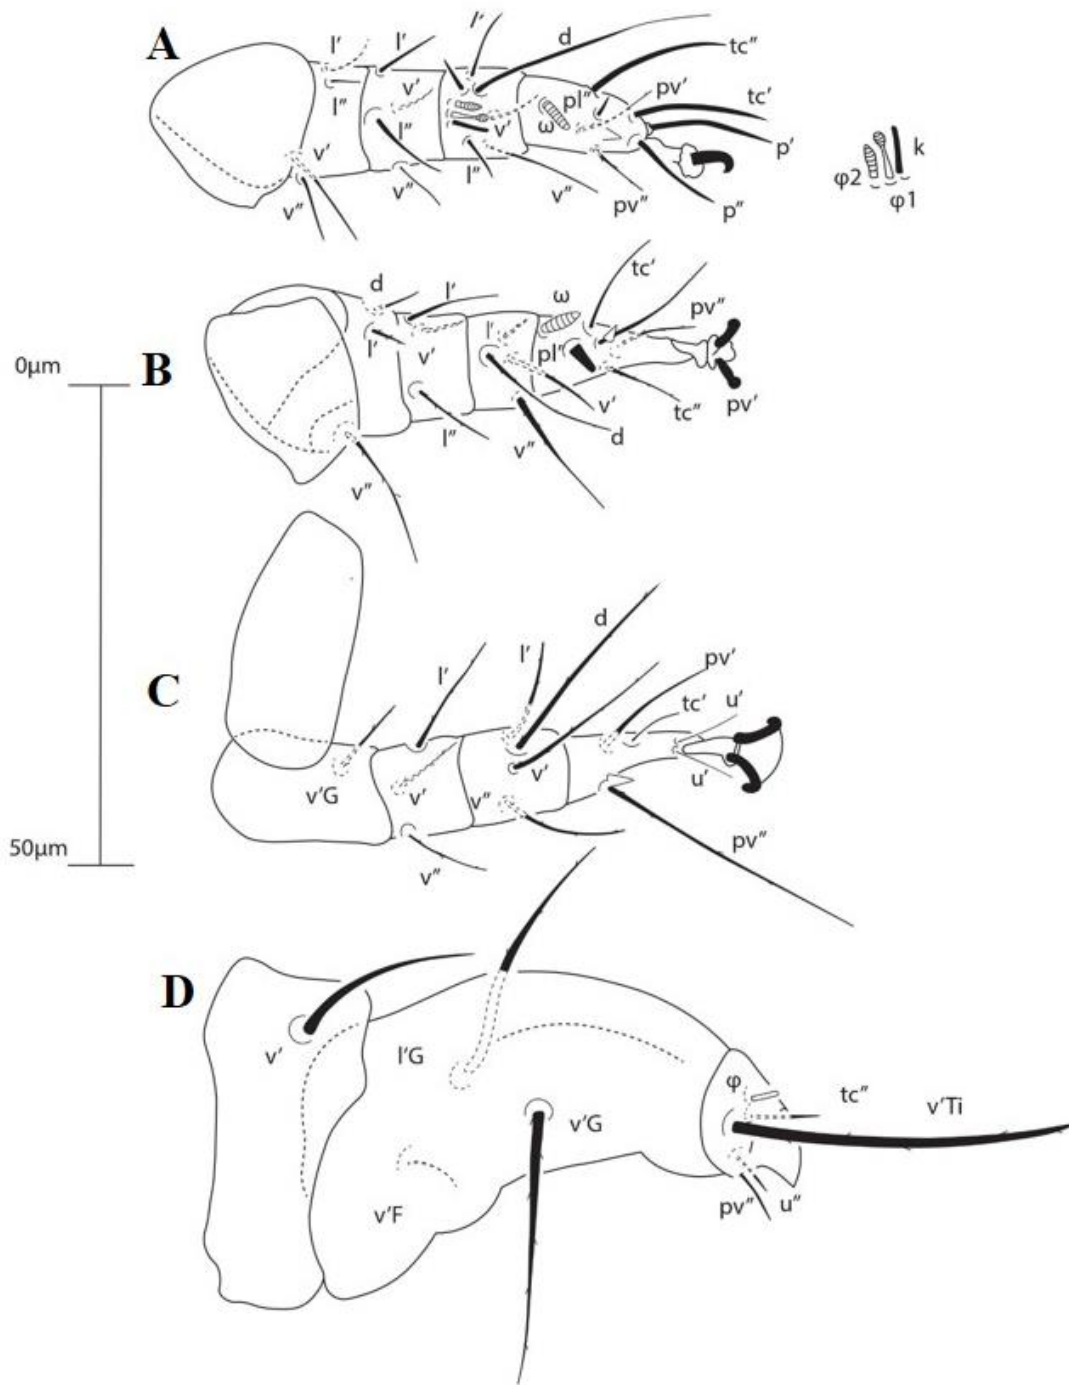 A
l′ l′ l′ d tc″
l″ v′ pl″ pv′ tc′
v′ l″ v′ ω p′
v″ v″ l″ v″ pv″ p″
k
φ2
φ1
B
0μm
d l′ ω tc′
l′ v′ l′ pl″ pv″
l″ v″ v′ d tc″ pv′
v″
C
l′ l′ d pv′
tc′ u′
v′G v′ v′ v″ u′
v″ pv″
50μm
D
v′ l′G φ tc″ v′Ti
v′G
v′F pv″ u″